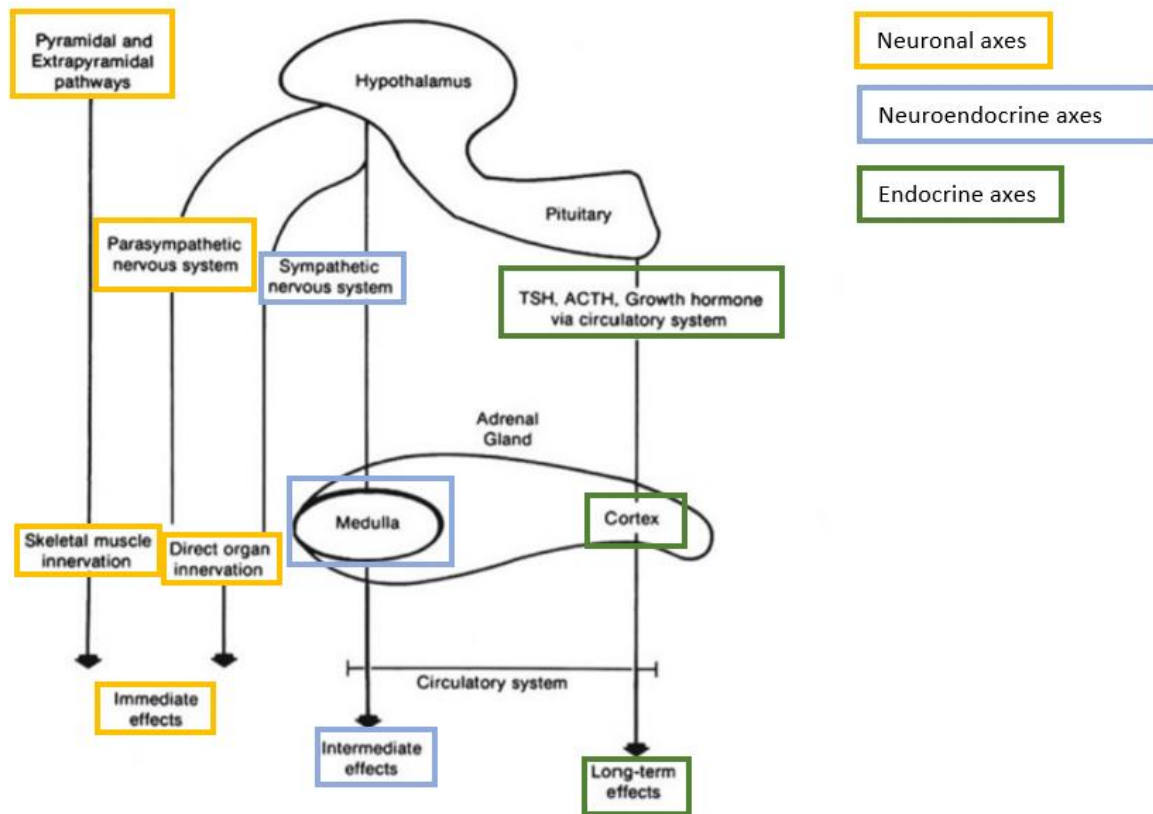 Pyramidal and
Extrapyramidal
pathways
Hypothalamus
Neuronal axes
Neuroendocrine axes
Endocrine axes
Pituitary
Parasympathetic
nervous system
Sympathetic
nervous system
TSH, ACTH, Growth hormone
via circulatory system
Adrenal
Gland
Medulla
Cortex
Skeletal muscle
innervation
Direct organ
innervation
Circulatory system
Immediate
effects
Intermediate
effects
Long-term
effects